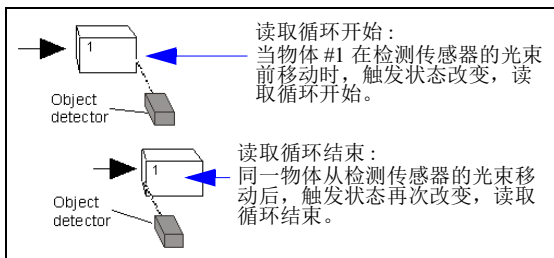 读取循环开始：
1
当物体 #1 在检测传感器的光束
前移动时，触发状态改变，读
取循环开始。
Object
detector
读取循环结束：
1
同一物体从检测传感器的光束移
动后，触发状态再次改变，读取
循环结束。
Object
detector